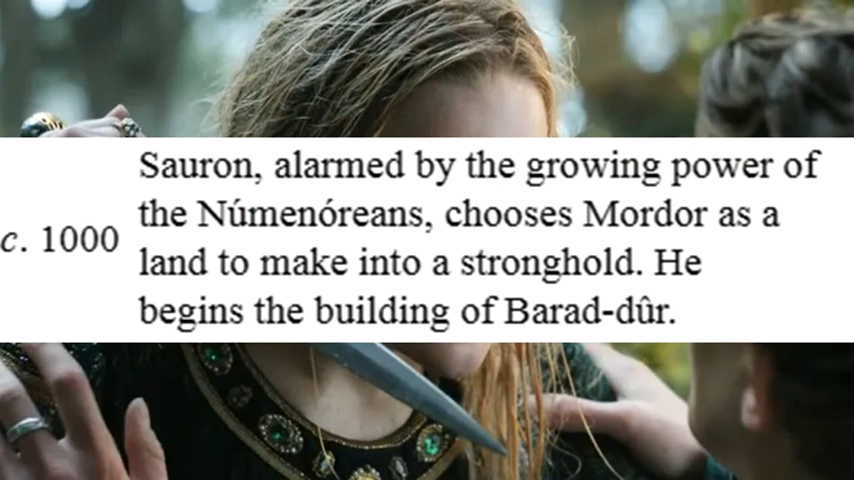 c. 1000
Sauron, alarmed by the growing power of
the Númenóreans, chooses Mordor as a
land to make into a stronghold. He
begins the building of Barad-dûr.